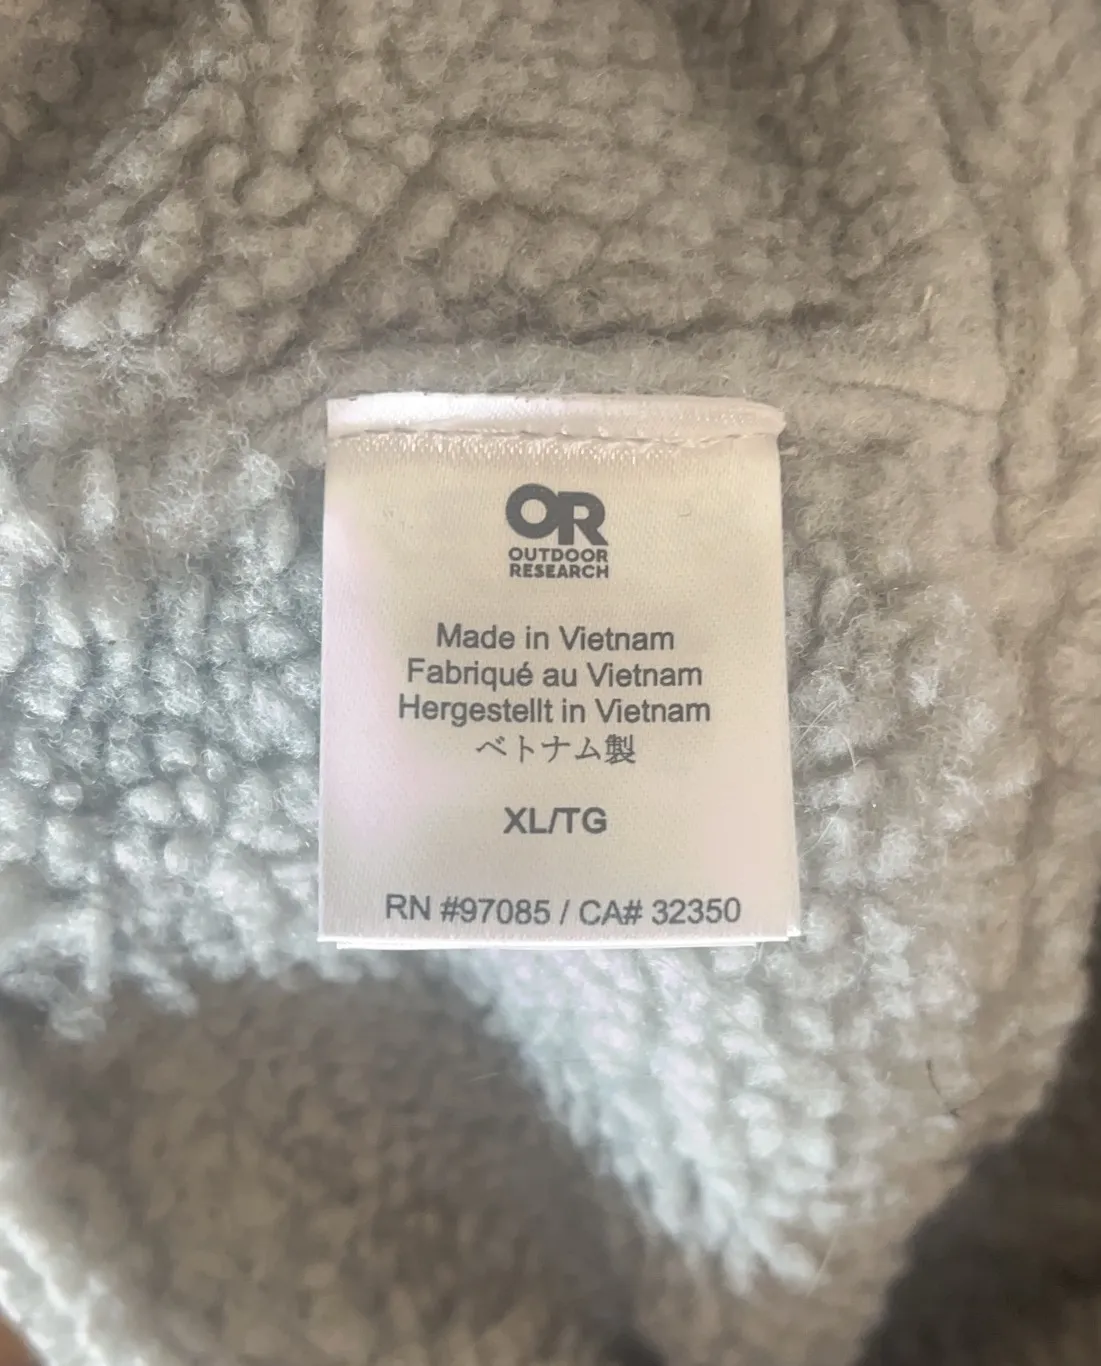 OR
OUTDOOR
RESEARCH
Made in Vietnam
Fabriqué au Vietnam
Hergestellt in Vietnam
ベトナム製
XL/TG
RN #97085 / CA# 32350